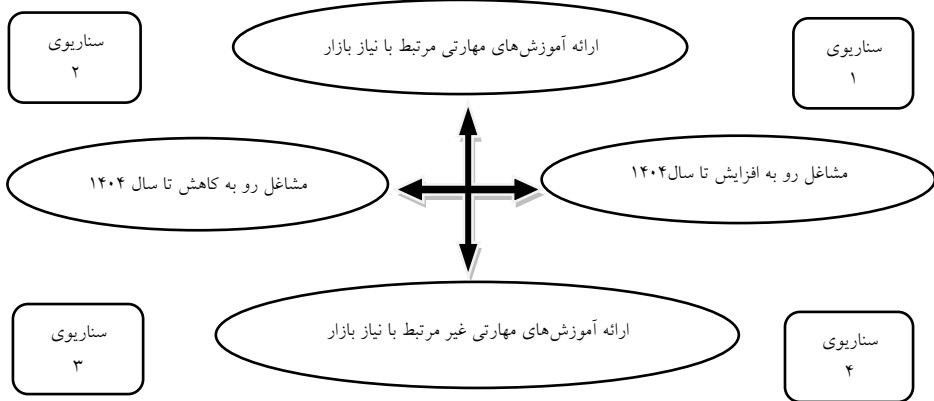 سناریوی
۱
ارائه آموزش‌های مهارتی مرتبط با نیاز بازار
سناریوی
۲
مشاغل رو به افزایش تا سال۱۴۰۴
مشاغل رو به کاهش تا سال ۱۴۰۴
ارائه آموزش‌های مهارتی غیر مرتبط با نیاز بازار
سناریوی
۴
سناریوی
۳